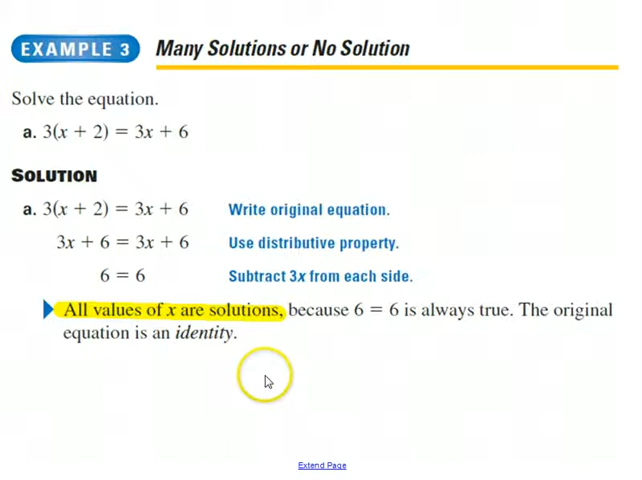 EXAMPLE 3 Many Solutions or No Solution
Solve the equation.
a. 3(x + 2) = 3x + 6
SOLUTION
a. 3(x + 2) = 3x + 6 Write original equation.
3x + 6 = 3x + 6 Use distributive property.
6 = 6 Subtract 3x from each side.
All values of x are solutions, because 6 = 6 is always true. The original
equation is an identity.
Extend Page